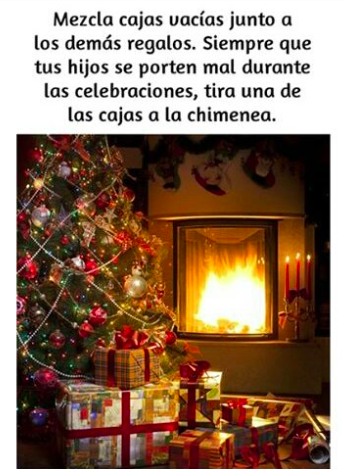 Mezcla cajas vacías junto a
los demás regalos. Siempre que
tus hijos se porten mal durante
las celebraciones, tira una de
las cajas a la chimenea.